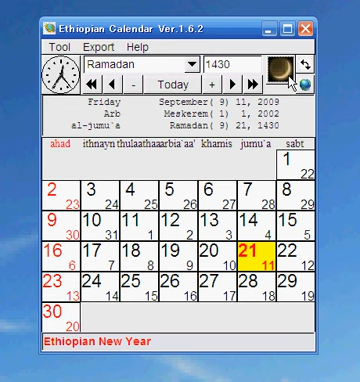 Ethiopian Calendar Ver.1.6.2
Tool Export Help
Ramadan 1430
- Today +
Friday September( 9) 11, 2009
Arb Meskerem( 1) 1, 2002
al-jumu`a Ramadan( 9) 21, 1430
ahad ithnayn thulaathaaarbia`aa' khamis jumu`a sabt
1
22
2 3 4 5 6 7 8
23 24 25 26 27 28 29
9 10 11 12 13 14 15
30 31 1 2 3 4 5
16 17 18 19 20 21 22
6 7 8 9 10 11 12
23 24 25 26 27 28 29
13 14 15 16 17 18 19
30
20
Ethiopian New Year